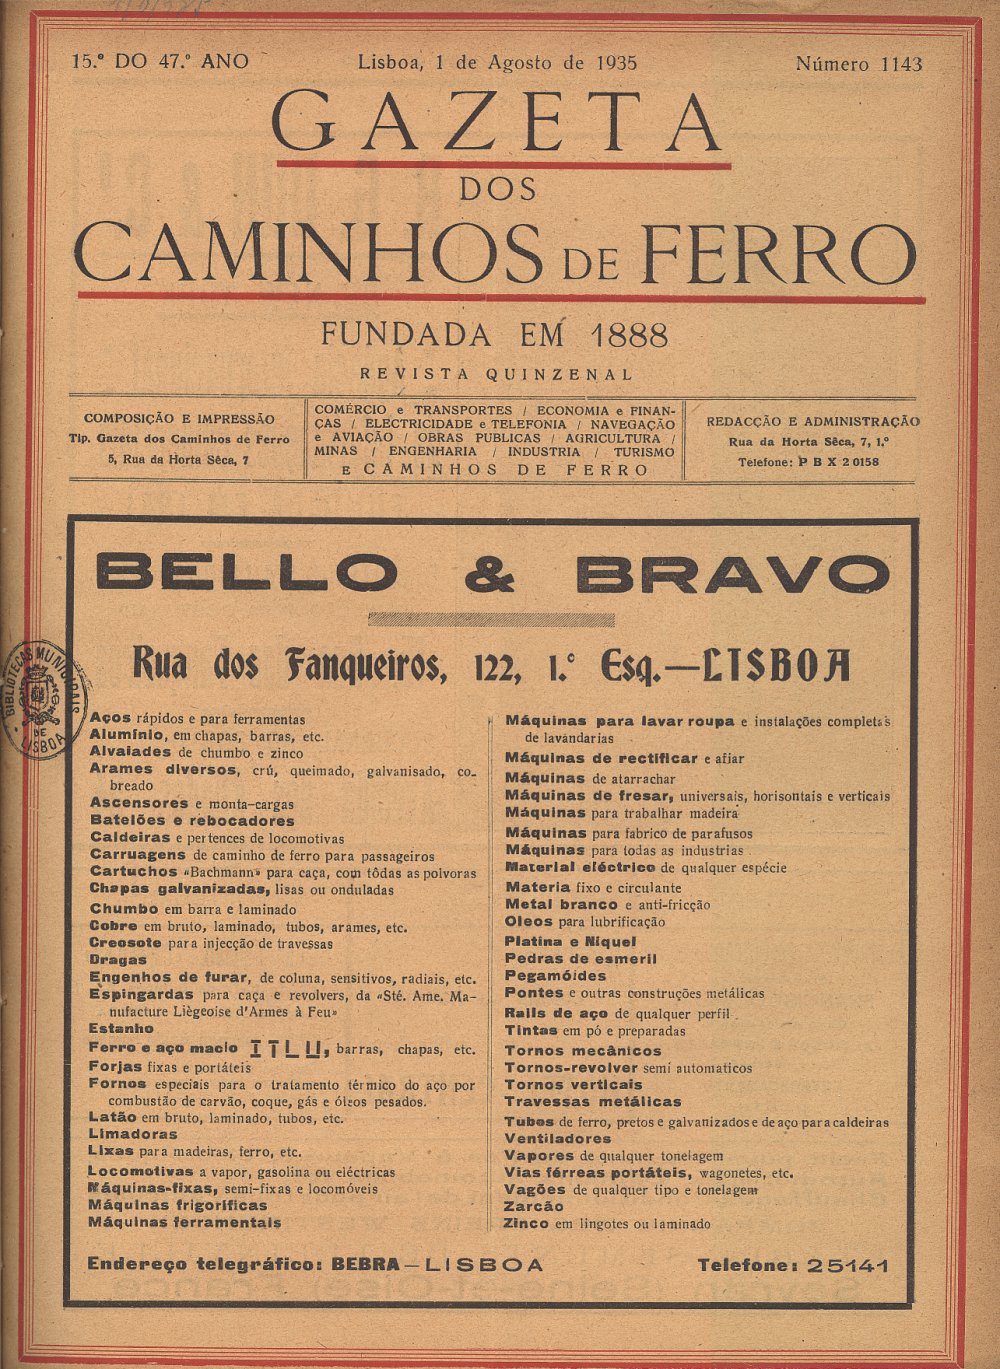 15.º DO 47.º ANO
Lisboa, 1 de Agosto de 1935
Número 1143
GAZETA
DOS
CAMINHOS DE FERRO
FUNDADA EM 1888
REVISTA QUINZENAL
COMPOSIÇÃO E IMPRESSÃO
Tip. Gazeta dos Caminhos de Ferro
5, Rua da Horta Sêca, 7
COMÉRCIO e TRANSPORTES / ECONOMIA e FINAN-
ÇAS / ELECTRICIDADE e TELEFONIA / NAVEGAÇÃO
e AVIAÇÃO / OBRAS PUBLICAS / AGRICULTURA /
MINAS / ENGENHARIA / INDUSTRIA / TURISMO
E CAMINHOS DE FERRO
REDACÇÃO E ADMINISTRAÇÃO
Rua da Horta Sêca, 7, 1.º
Telefone: P B X 20158
BELLO & BRAVO
Rua dos Fanqueiros, 122, 1.º Esq.—LISBOA
BIBLIOTECAS MUNICIPAIS
DE
LISBOA
Aços rápidos e para ferramentas
Alumínio, em chapas, barras, etc.
Alvaiades de chumbo e zinco
Arames diversos, crú, queimado, galvanisado, co-
breado
Ascensores e monta-cargas
Batelões e rebocadores
Caldeiras e pertences de locomotivas
Carruagens de caminho de ferro para passageiros
Cartuchos «Bachmann» para caça, com tôdas as polvoras
Chapas galvanizadas, lisas ou onduladas
Chumbo em barra e laminado
Cobre em bruto, laminado, tubos, arames, etc.
Creosote para injecção de travessas
Dragas
Engenhos de furar, de coluna, sensitivos, radiais, etc.
Espingardas para caça e revolvers, da «Sté. Ame. Ma-
nufacture Liègeoise d'Armes à Feu»
Estanho
Ferro e aço macio I T L U, barras, chapas, etc.
Forjas fixas e portáteis
Fornos especiais para o tratamento térmico do aço por
combustão de carvão, coque, gás e óleos pesados.
Latão em bruto, laminado, tubos, etc.
Limadoras
Lixas para madeiras, ferro, etc.
Locomotivas a vapor, gasolina ou eléctricas
Máquinas-fixas, semi-fixas e locomóveis
Máquinas frigoríficas
Máquinas ferramentais
Máquinas para lavar roupa e instalações completas
de lavandarias
Máquinas de rectificar e afiar
Máquinas de atarrachar
Máquinas de fresar, universais, horisontais e verticais
Máquinas para trabalhar madeira
Máquinas para fabrico de parafusos
Máquinas para todas as industrias
Material eléctrico de qualquer espécie
Materia fixo e circulante
Metal branco e anti-fricção
Oleos para lubrificação
Platina e Niquel
Pedras de esmeril
Pegamóides
Pontes e outras construções metálicas
Rails de aço de qualquer perfil
Tintas em pó e preparadas
Tornos mecânicos
Tornos-revolver semi automaticos
Tornos verticais
Travessas metálicas
Tubos de ferro, pretos e galvanizados e de aço para caldeiras
Ventiladores
Vapores de qualquer tonelagem
Vias férreas portáteis, wagonetes, etc.
Vagões de qualquer tipo e tonelagem
Zarcão
Zinco em lingotes ou laminado
Endereço telegráfico: BEBRA—LISBOA
Telefone: 25141